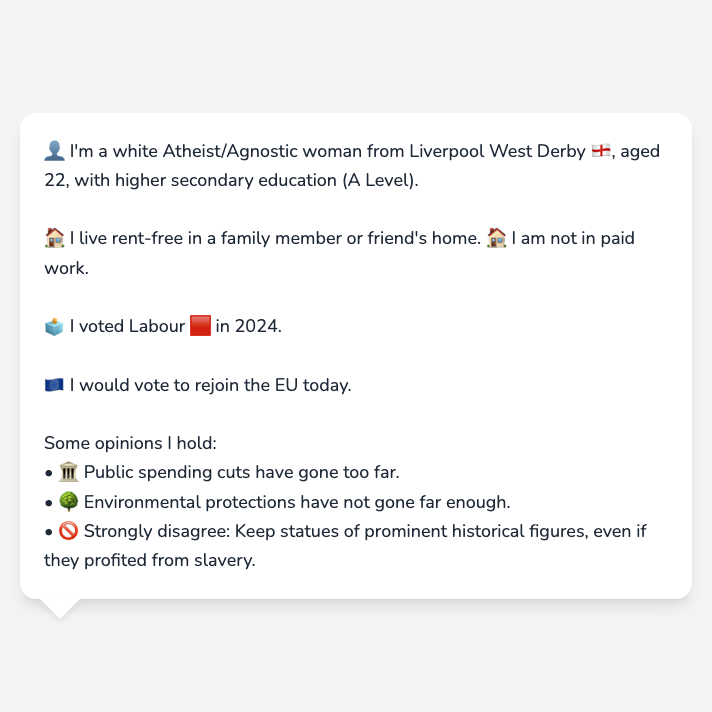 👤 I'm a white Atheist/Agnostic woman from Liverpool West Derby 🏴󠁧󠁢󠁥󠁮󠁧󠁿, aged
22, with higher secondary education (A Level).
🏠 I live rent-free in a family member or friend's home. 🏠 I am not in paid
work.
🗳️ I voted Labour 🟥 in 2024.
🇪🇺 I would vote to rejoin the EU today.
Some opinions I hold:
• 🏛️ Public spending cuts have gone too far.
• 🌳 Environmental protections have not gone far enough.
• 🚫 Strongly disagree: Keep statues of prominent historical figures, even if
they profited from slavery.